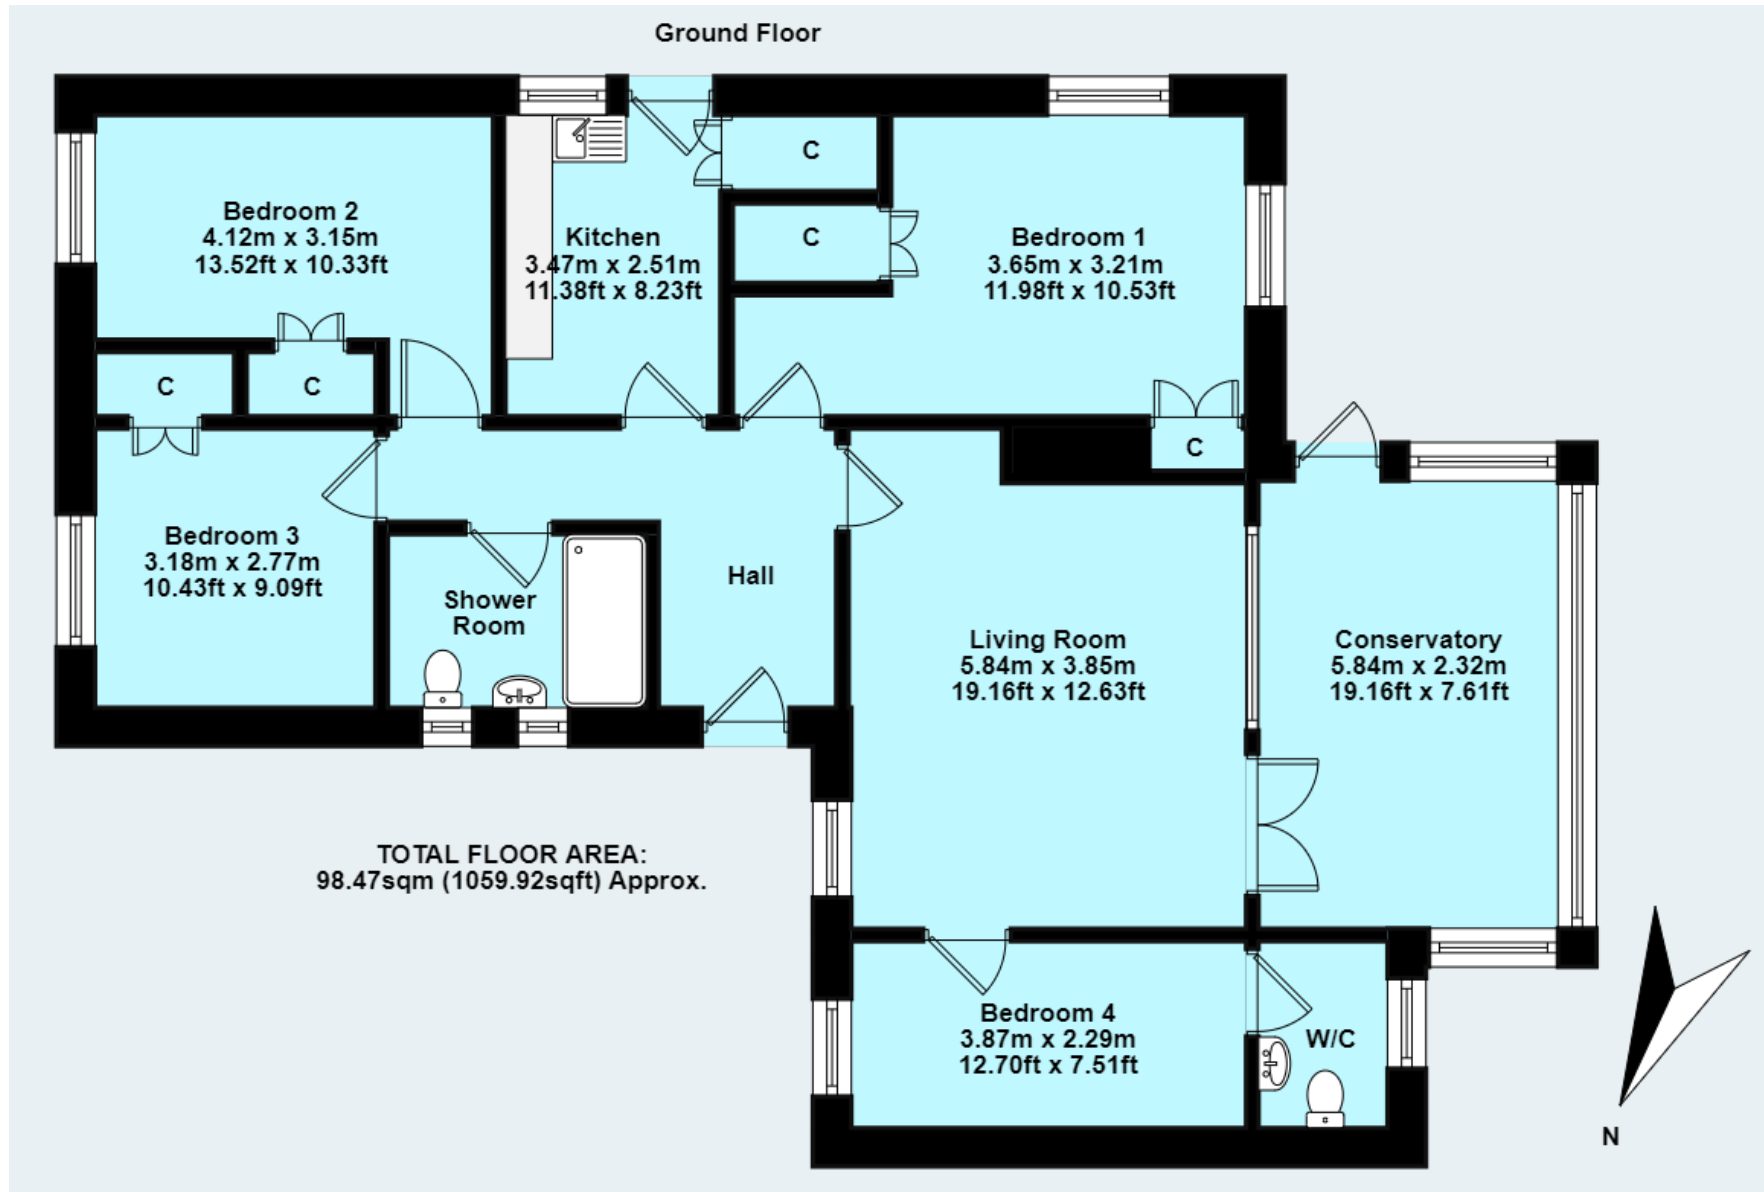 Ground Floor
Bedroom 2
4.12m x 3.15m
13.52ft x 10.33ft
Kitchen
3.47m x 2.51m
11.38ft x 8.23ft
C
C
Bedroom 1
3.65m x 3.21m
11.98ft x 10.53ft
C
C
C
Bedroom 3
3.18m x 2.77m
10.43ft x 9.09ft
Shower
Room
Hall
Living Room
5.84m x 3.85m
19.16ft x 12.63ft
Conservatory
5.84m x 2.32m
19.16ft x 7.61ft
TOTAL FLOOR AREA:
98.47sqm (1059.92sqft) Approx.
Bedroom 4
3.87m x 2.29m
12.70ft x 7.51ft
W/C
N